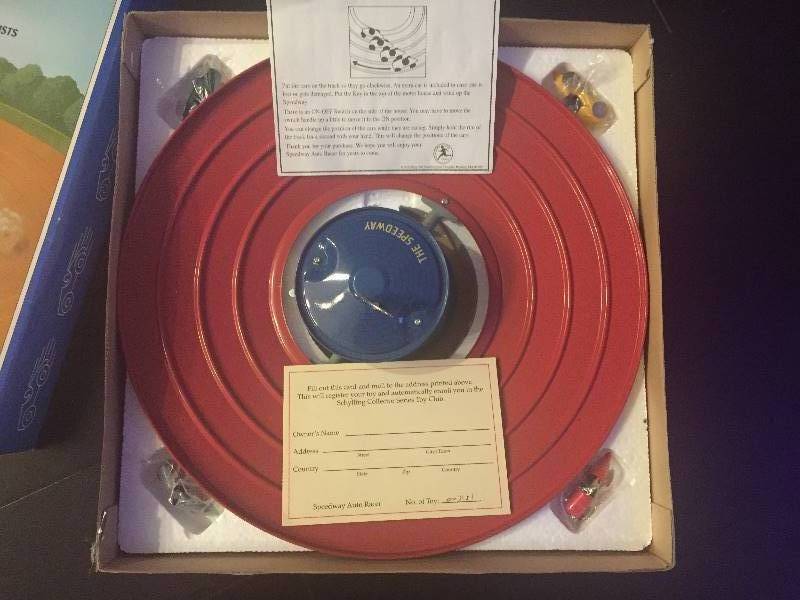 ISTS
Put the cars on the track so they go clockwise. An extra car is included in case one is
lost or gets damaged. Put the Key in the top of the motor house and wind up the
Speedway.
There is an ON-OFF Switch on the side of the house. You may have to move the
switch handle up a little to move it to the ON position.
You can change the position of the cars while they are racing. Simply hold the rim of
the track for a second with your hand. This will change the positions of the cars.
Thank you for your purchase. We hope you will enjoy your
Speedway Auto Racer for years to come.
THE SPEEDWAY
Fill out this card and mail to the address printed above.
This will register your toy and automatically enroll you in the
Schylling Collector Series Toy Club.
Owner's Name
Address
Street City/Town
Country
State Zip Country
Speedway Auto Racer No. of Toy: